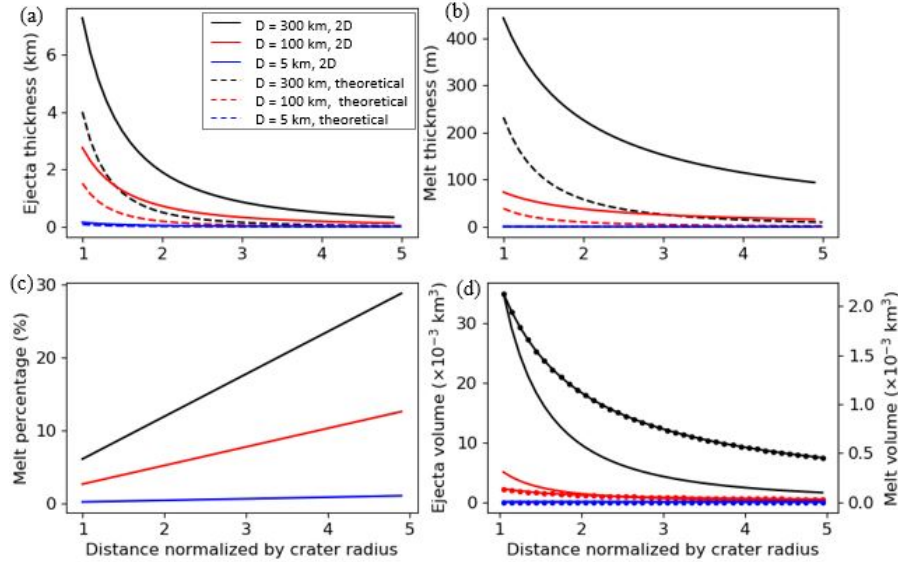 (a)
Ejecta thickness (km)
6
4
2
0
1 2 3 4 5
D = 300 km, 2D
D = 100 km, 2D
D = 5 km, 2D
D = 300 km, theoretical
D = 100 km, theoretical
D = 5 km, theoretical
(b)
Melt thickness (m)
400
300
200
100
0
1 2 3 4 5
(c)
Melt percentage (%)
30
20
10
0
1 2 3 4 5
Distance normalized by crater radius
(d)
Ejecta volume (×10⁻³ km³)
30
20
10
0
1 2 3 4 5
Distance normalized by crater radius
2.0
1.5
1.0
0.5
0.0
Melt volume (×10⁻³ km³)